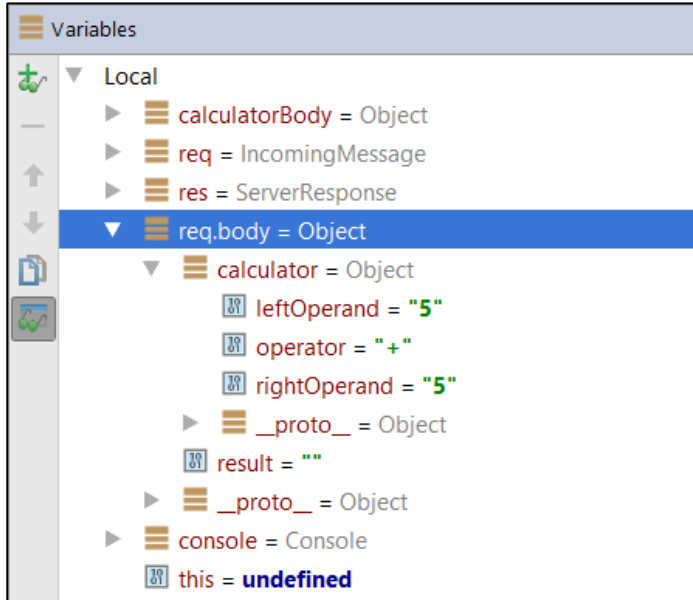 Variables
Local
calculatorBody = Object
req = IncomingMessage
res = ServerResponse
req.body = Object
calculator = Object
leftOperand = "5"
operator = "+"
rightOperand = "5"
__proto__ = Object
result = ""
__proto__ = Object
console = Console
this = undefined